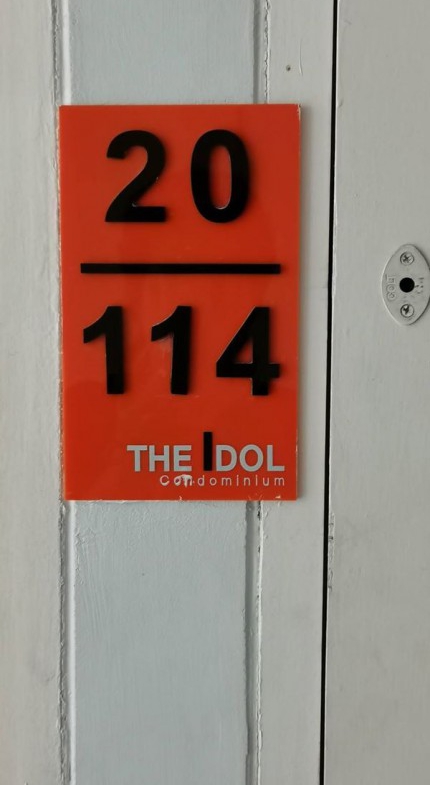 20
114
THE IDOL
Condominium